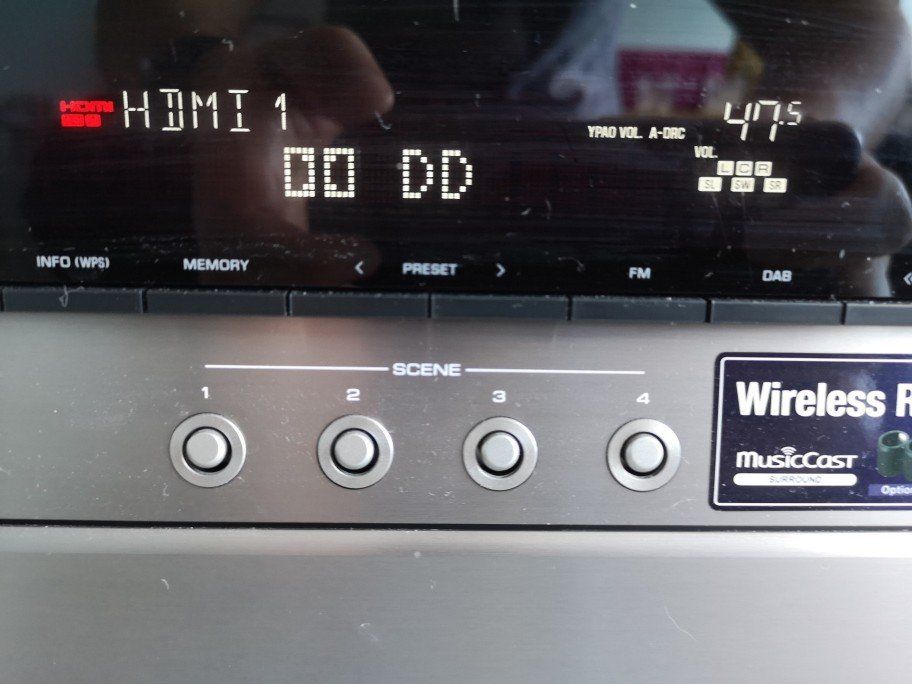 HDMI HDMI 1
YPAO VOL. A-DRC 47.5
VOL.
L C R
SL SW SR
DD
INFO (WPS) MEMORY < PRESET > FM DAB
SCENE
1 2 3 4
Wireless R
MusicCast
SURROUND
Optio